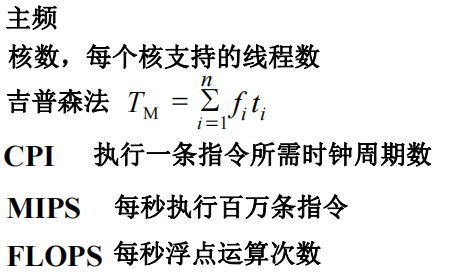 主频
核数，每个核支持的线程数
吉普森法 T_M = \sum_{i=1}^{n} f_i t_i
CPI 执行一条指令所需时钟周期数
MIPS 每秒执行百万条指令
FLOPS 每秒浮点运算次数